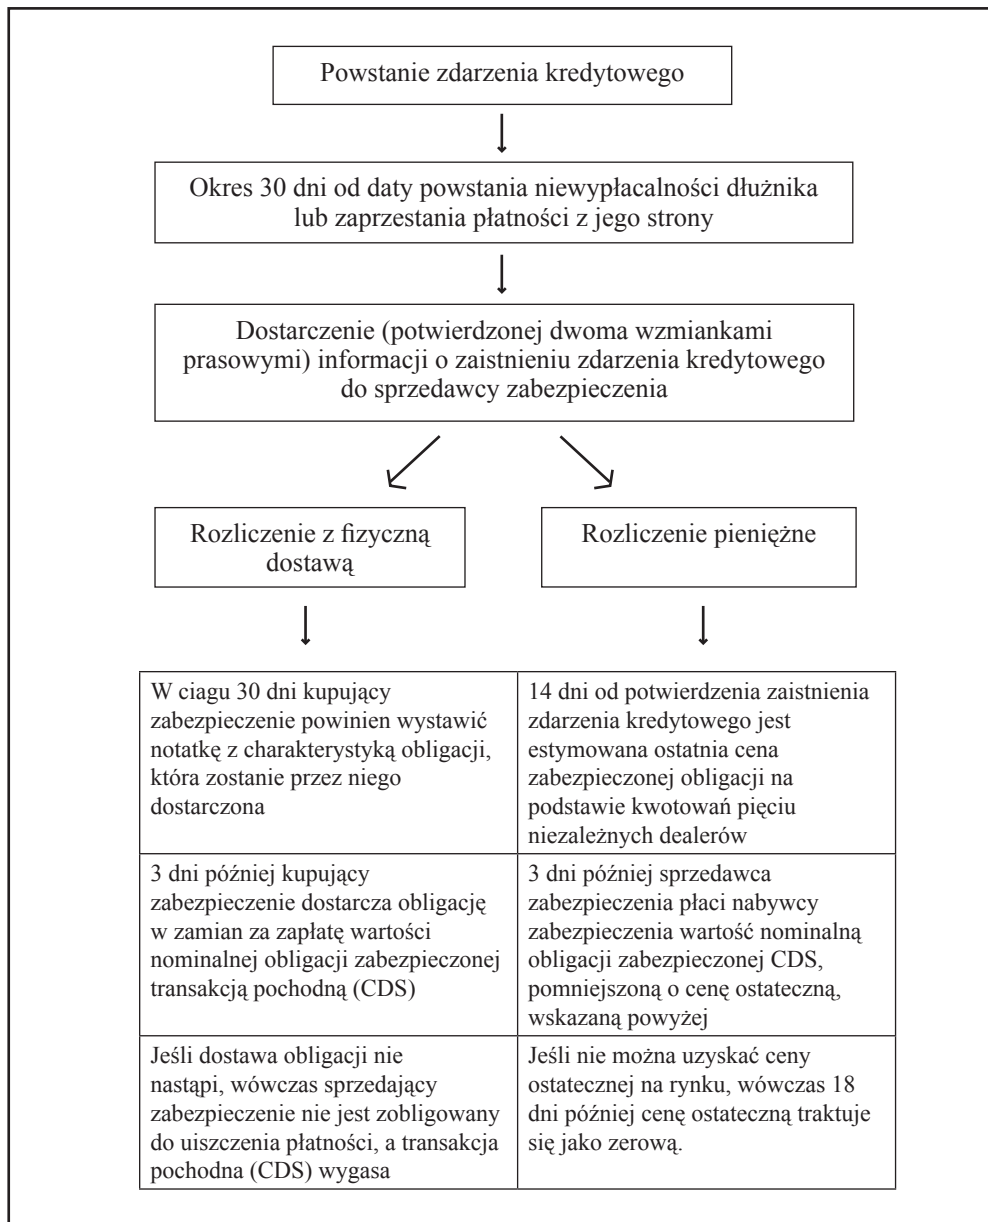 Powstanie zdarzenia kredytowego
Okres 30 dni od daty powstania niewypłacalności dłużnika
lub zaprzestania płatności z jego strony
Dostarczenie (potwierdzonej dwoma wzmiankami
prasowymi) informacji o zaistnieniu zdarzenia kredytowego
do sprzedawcy zabezpieczenia
Rozliczenie z fizyczną
dostawą
Rozliczenie pieniężne
W ciagu 30 dni kupujący
zabezpieczenie powinien wystawić
notatkę z charakterystyką obligacji,
która zostanie przez niego
dostarczona
14 dni od potwierdzenia zaistnienia
zdarzenia kredytowego jest
estymowana ostatnia cena
zabezpieczonej obligacji na
podstawie kwotowań pięciu
niezależnych dealerów
3 dni później kupujący
zabezpieczenie dostarcza obligację
w zamian za zapłatę wartości
nominalnej obligacji zabezpieczonej
transakcją pochodną (CDS)
3 dni później sprzedawca
zabezpieczenia płaci nabywcy
zabezpieczenia wartość nominalną
obligacji zabezpieczonej CDS,
pomniejszoną o cenę ostateczną,
wskazaną powyżej
Jeśli dostawa obligacji nie
nastąpi, wówczas sprzedający
zabezpieczenie nie jest zobligowany
do uiszczenia płatności, a transakcja
pochodna (CDS) wygasa
Jeśli nie można uzyskać ceny
ostatecznej na rynku, wówczas 18
dni później cenę ostateczną traktuje
się jako zerową.